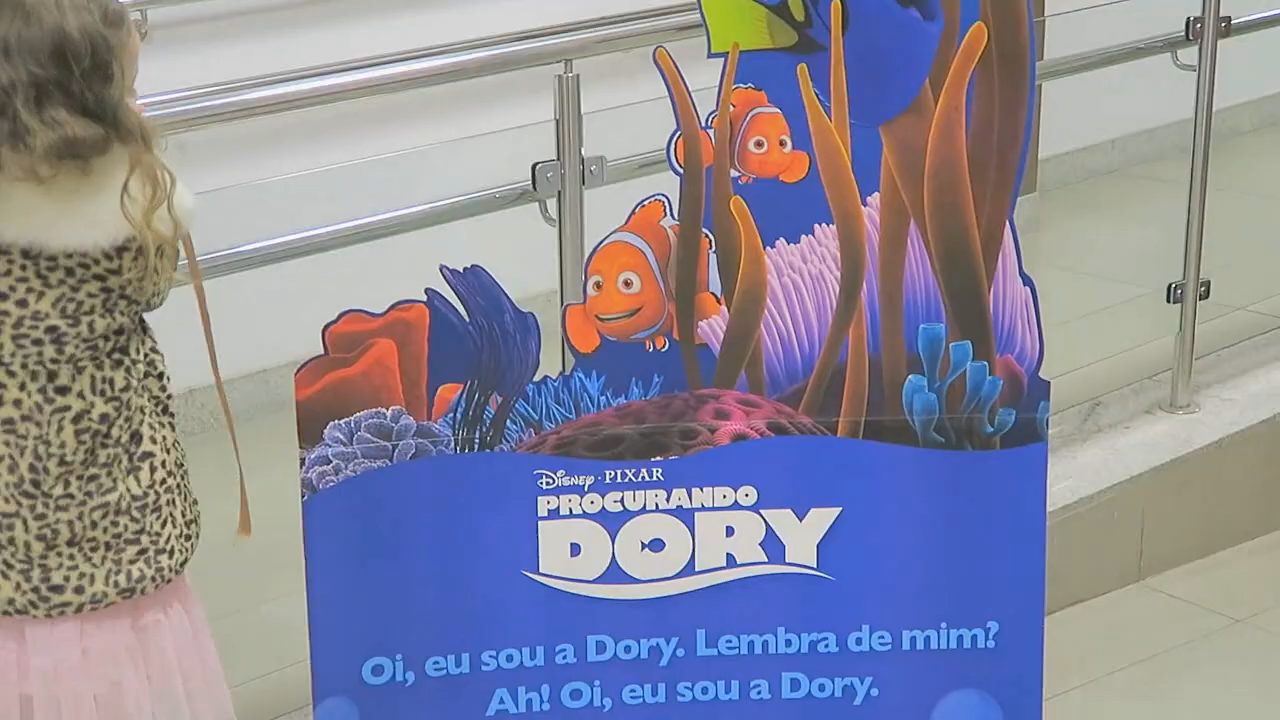 Disney · PIXAR
PROCURANDO
DORY
Oi, eu sou a Dory. Lembra de mim?
Ah! Oi, eu sou a Dory.